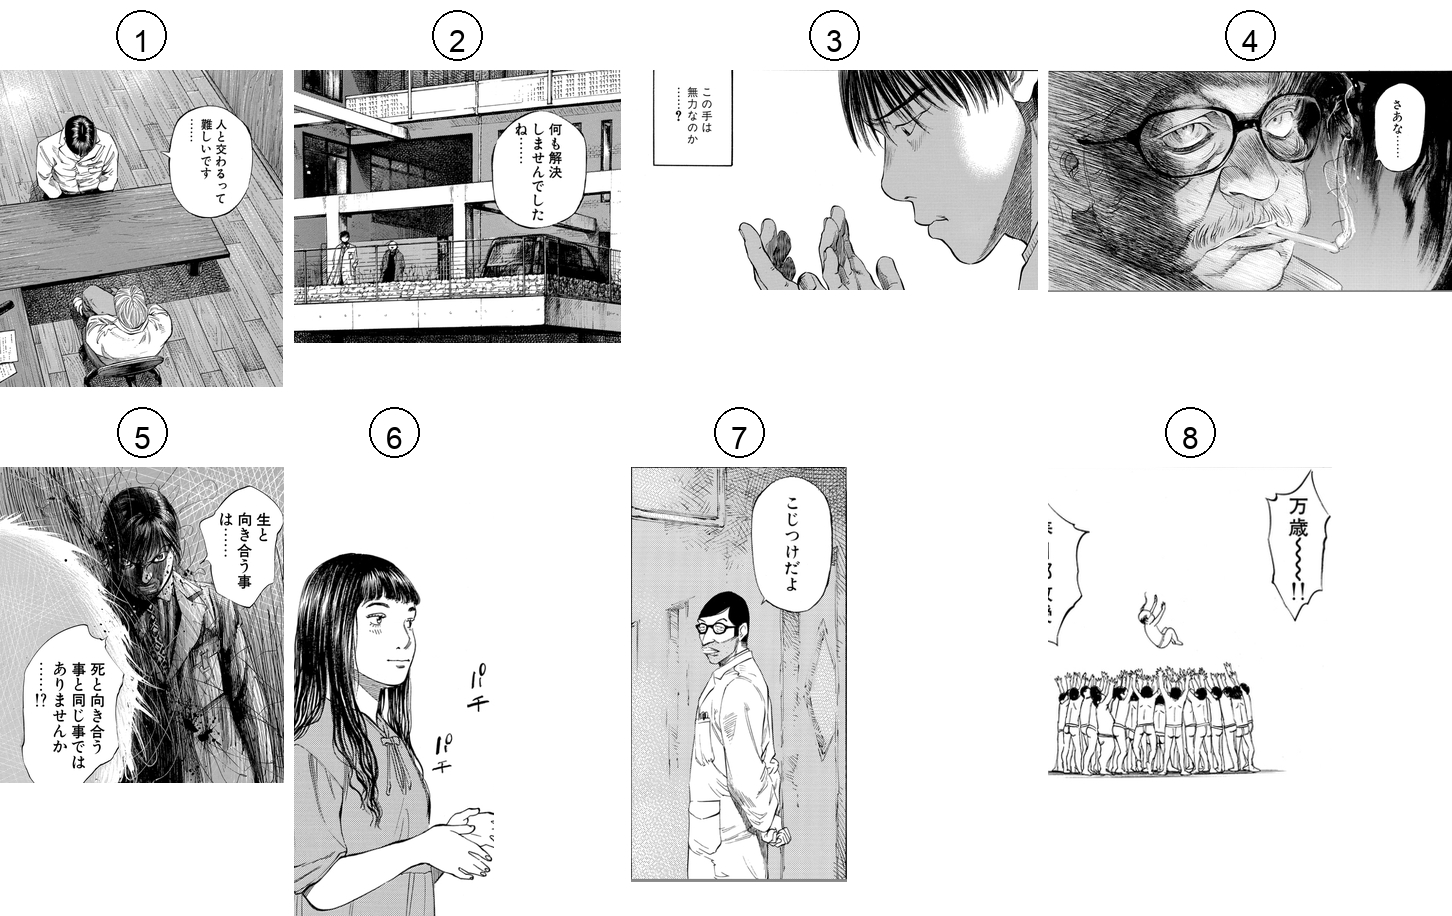 1
人と交わるって
難しいです
……
2
何も解決
しませんでした
ね……
3
この手は
無力なのか
……？
4
さあな……
5
生と
向き合う事
は……
死と向き合う
事と同じ事では
ありませんか
……!?
6
パチ
パチ
7
こじつけだよ
8
万歳〜〜〜!!